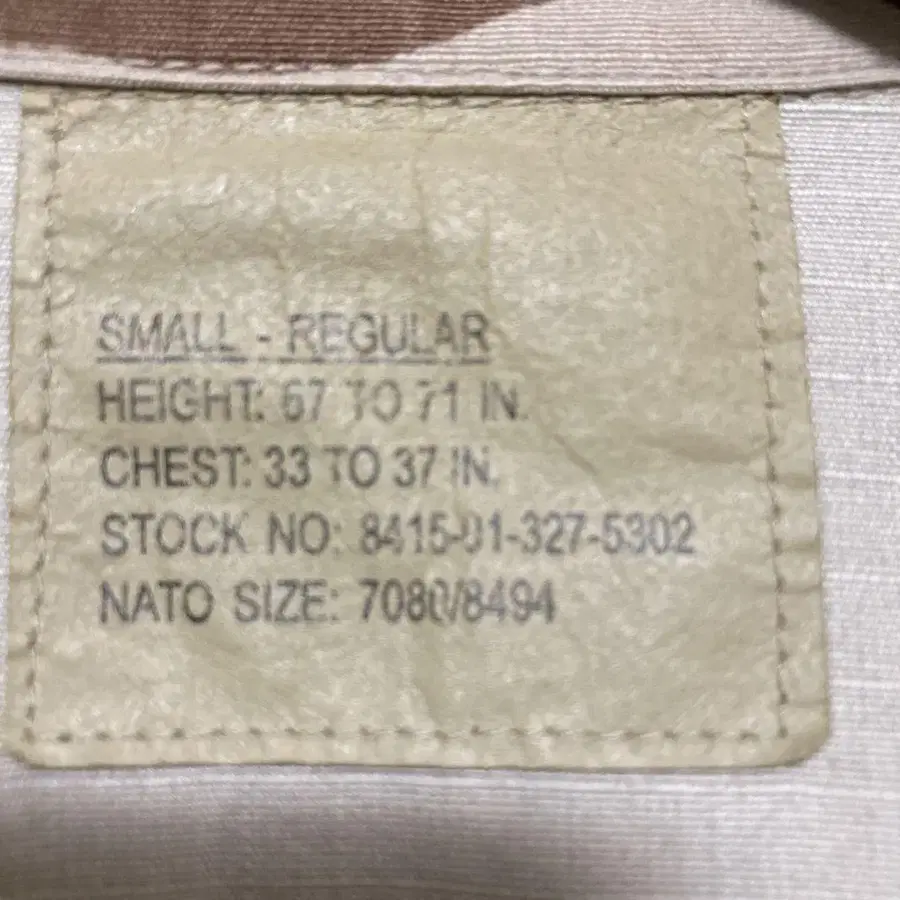 SMALL - REGULAR
HEIGHT: 67 TO 71 IN.
CHEST: 33 TO 37 IN.
STOCK NO: 8415-01-327-5302
NATO SIZE: 7080/8494